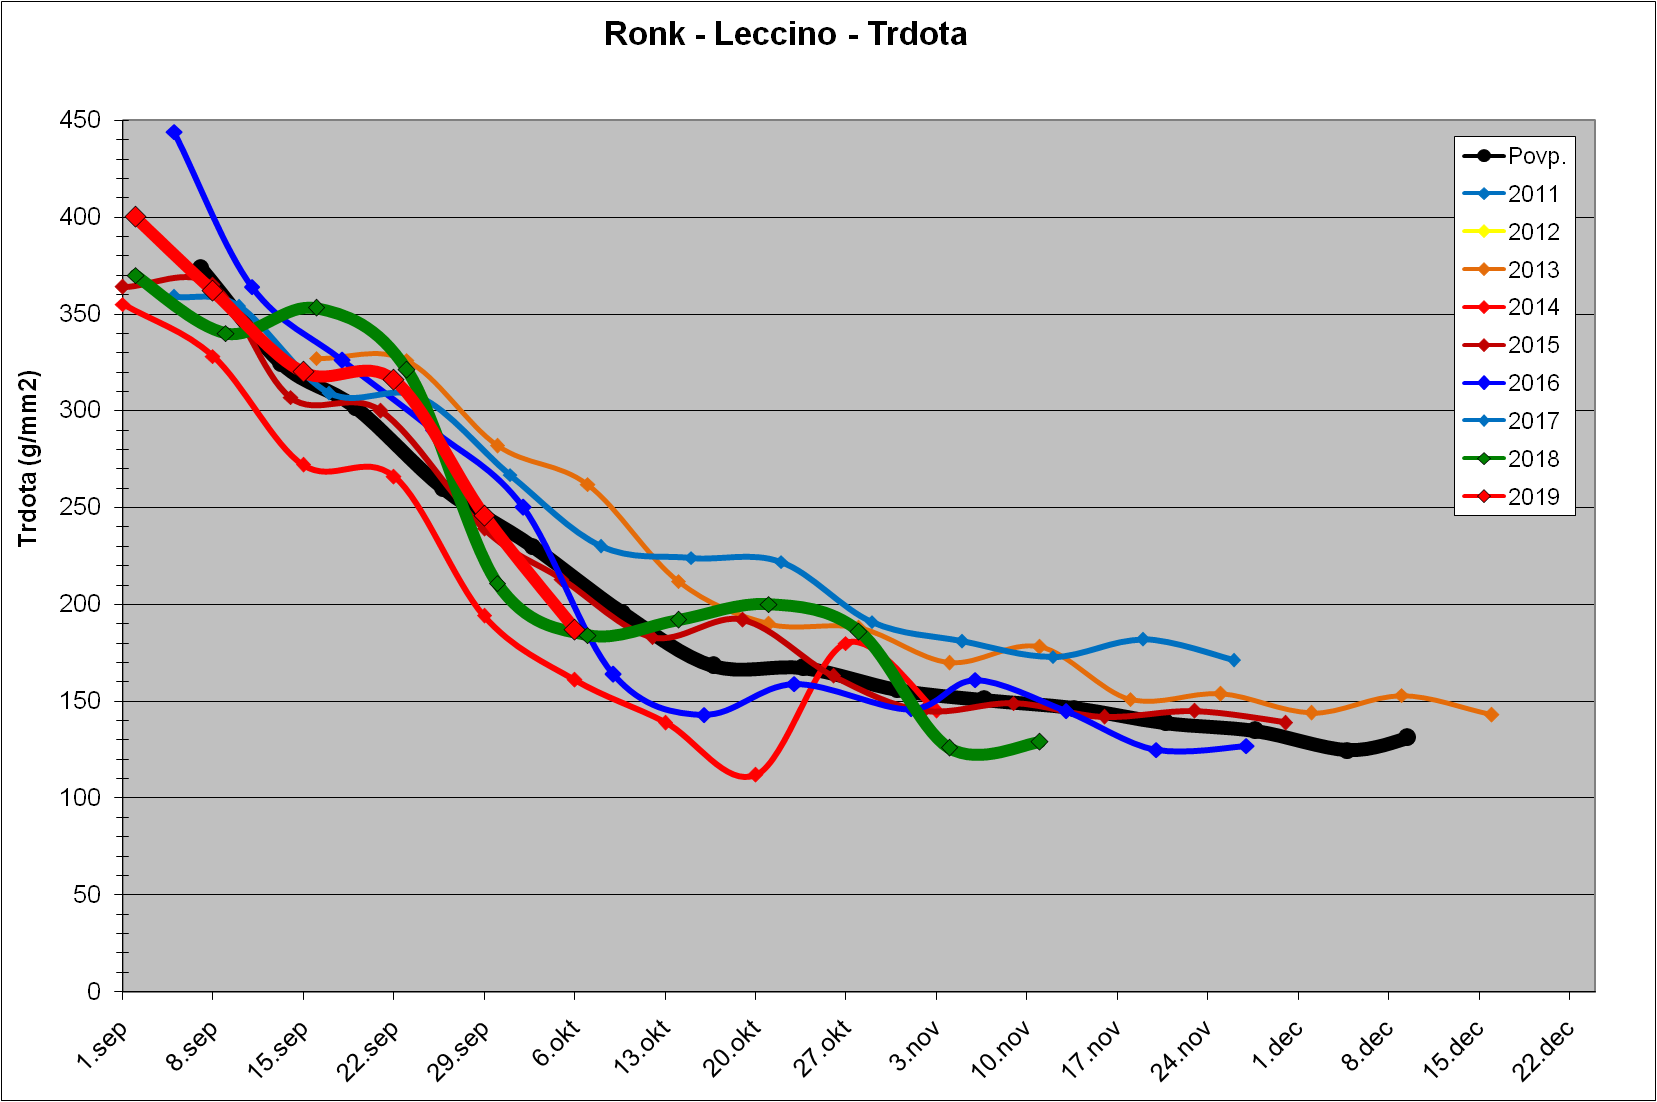 Ronk - Leccino - Trdota
Trdota (g/mm2)
450
400
350
300
250
200
150
100
50
0
1.sep
8.sep
15.sep
22.sep
29.sep
6.okt
13.okt
20.okt
27.okt
3.nov
10.nov
17.nov
24.nov
1.dec
8.dec
15.dec
22.dec
Povp.
2011
2012
2013
2014
2015
2016
2017
2018
2019